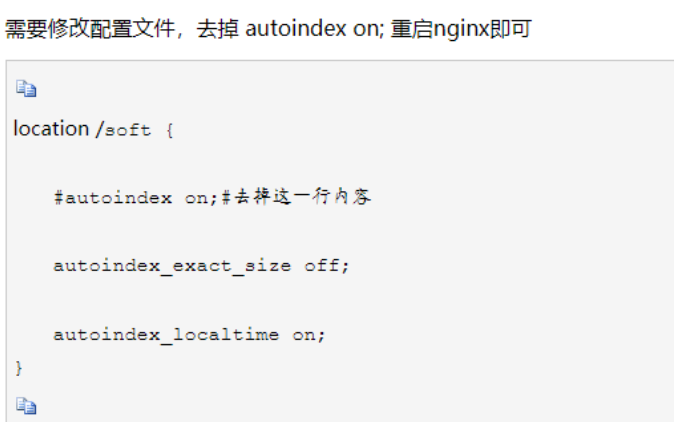 需要修改配置文件，去掉 autoindex on; 重启nginx即可
location /soft {
#autoindex on;#去掉这一行内容
autoindex_exact_size off;
autoindex_localtime on;
}